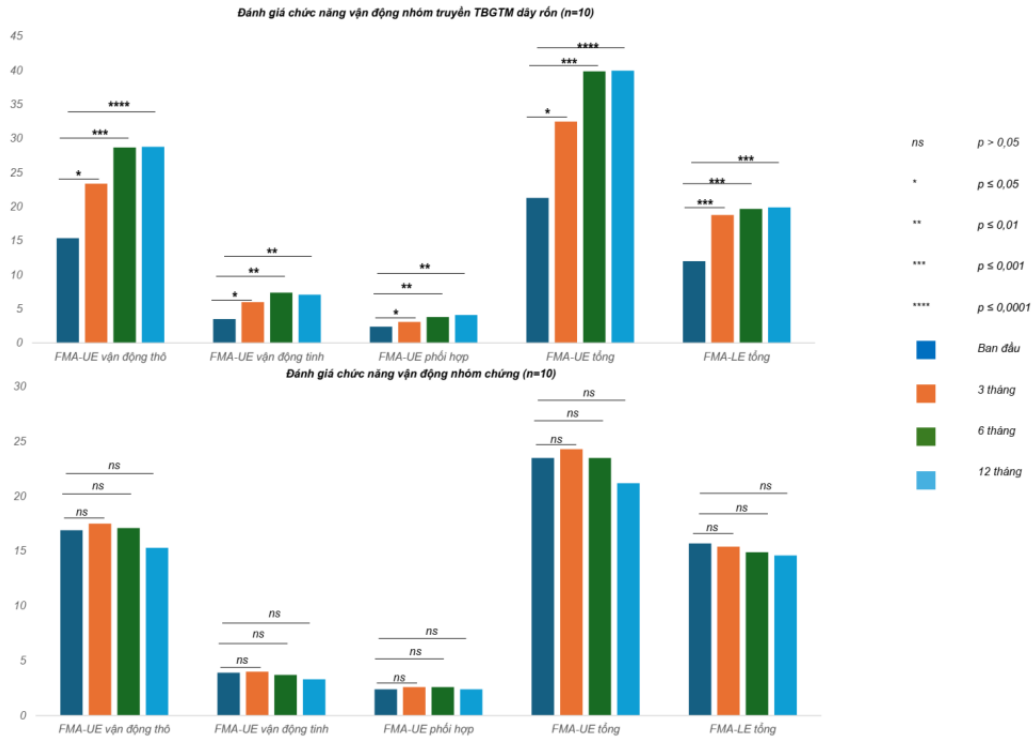 Đánh giá chức năng vận động nhóm truyền TBGTM dây rốn (n=10)
45
40
35
30
25
20
15
10
5
0
* *** ****
* ** **
* ** **
* *** ****
*** *** ***
FMA-UE vận động thô FMA-UE vận động tinh FMA-UE phối hợp FMA-UE tổng FMA-LE tổng
Đánh giá chức năng vận động nhóm chứng (n=10)
30
25
20
15
10
5
0
ns ns ns
ns ns ns
ns ns ns
ns ns ns
ns ns ns
FMA-UE vận động thô FMA-UE vận động tinh FMA-UE phối hợp FMA-UE tổng FMA-LE tổng
ns p > 0,05
* p ≤ 0,05
** p ≤ 0,01
*** p ≤ 0,001
**** p ≤ 0,0001
Ban đầu
3 tháng
6 tháng
12 tháng